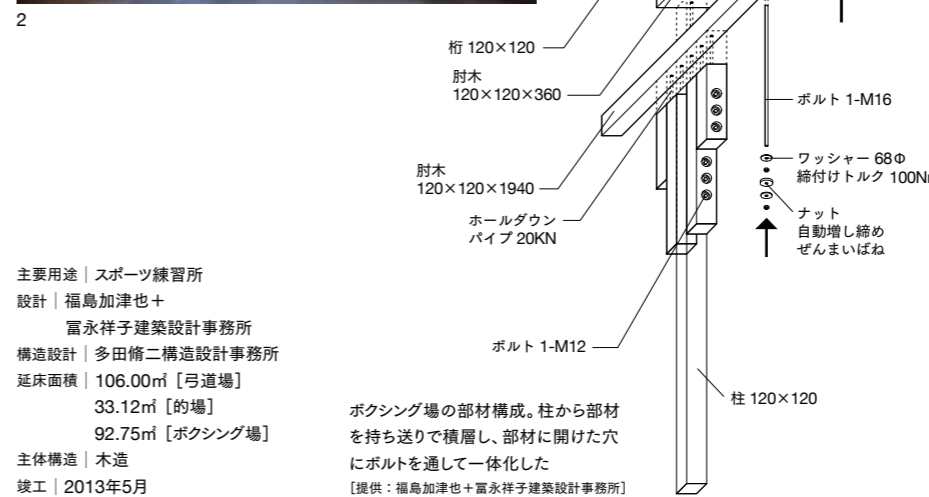 2
桁 120×120
肘木
120×120×360
ボルト 1-M16
ワッシャー 68Φ
締付けトルク 100N
肘木
120×120×1940
ホールダウン
パイプ 20KN
ナット
自動増し締め
ぜんまいばね
ボルト 1-M12
柱 120×120
主要用途｜スポーツ練習所
設計｜福島加津也＋
冨永祥子建築設計事務所
構造設計｜多田脩二構造設計事務所
延床面積｜106.00㎡［弓道場］
33.12㎡［的場］
92.75㎡［ボクシング場］
主体構造｜木造
竣工｜2013年5月
ボクシング場の部材構成。柱から部材
を持ち送りで積層し、部材に開けた穴
にボルトを通して一体化した
［提供：福島加津也＋冨永祥子建築設計事務所］